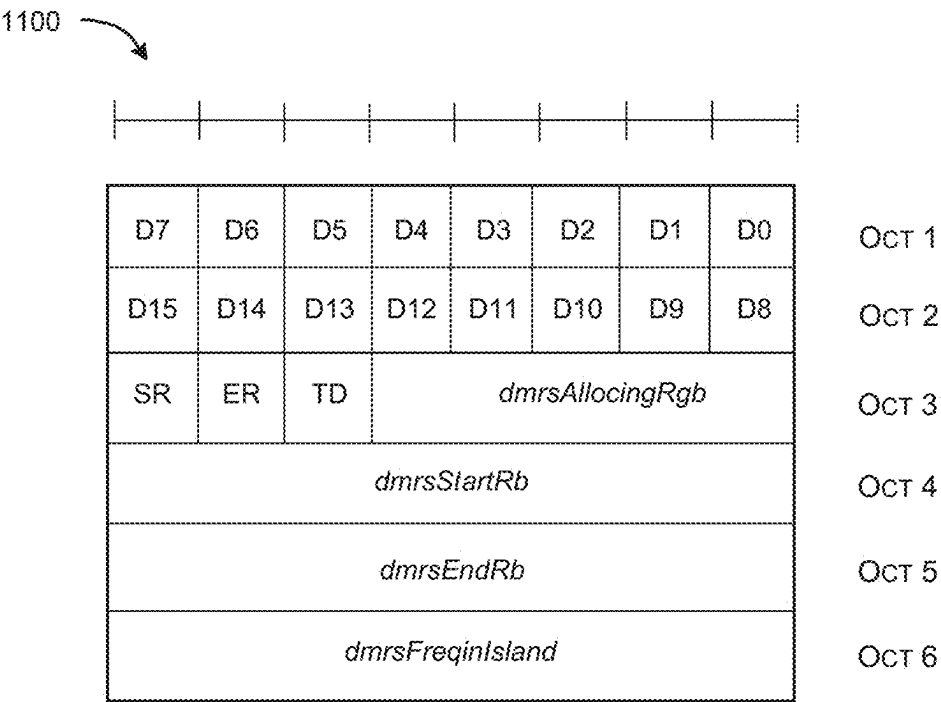 1100
D7 D6 D5 D4 D3 D2 D1 D0 OCT 1
D15 D14 D13 D12 D11 D10 D9 D8 OCT 2
SR ER TD dmrsAllocingRgb OCT 3
dmrsStartRb OCT 4
dmrsEndRb OCT 5
dmrsFreqinIsland OCT 6